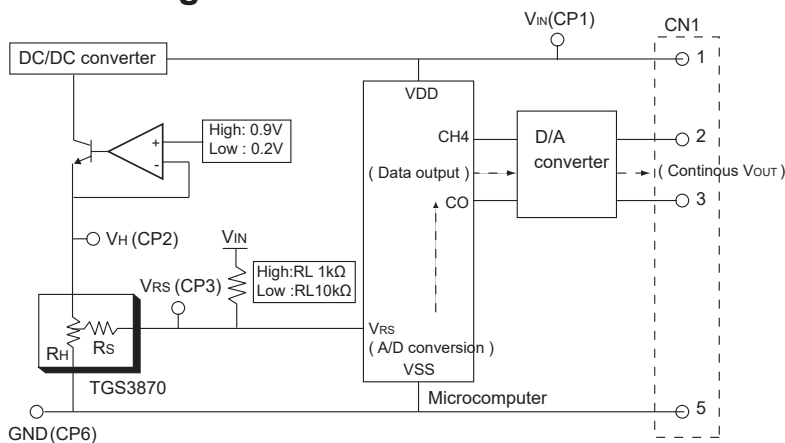 VIN(CP1)
CN1
DC/DC converter
1
VDD
High: 0.9V
Low : 0.2V
+
-
CH4
D/A
converter
2
( Data output )
( Continous VOUT )
CO
3
VH (CP2)
VIN
High:RL 1kΩ
Low :RL10kΩ
VRS (CP3)
VRS
( A/D conversion )
RH
RS
VSS
TGS3870
Microcomputer
5
GND (CP6)